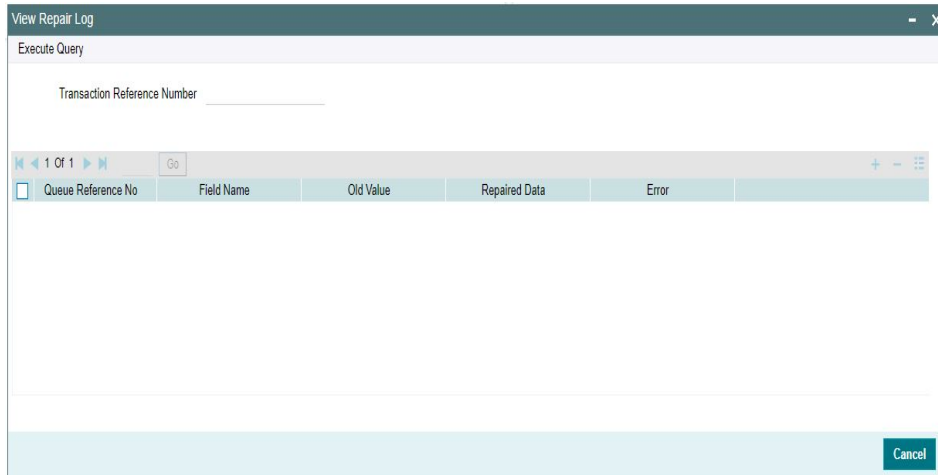 View Repair Log
Execute Query
Transaction Reference Number
1 Of 1 Go
Queue Reference No Field Name Old Value Repaired Data Error
Cancel